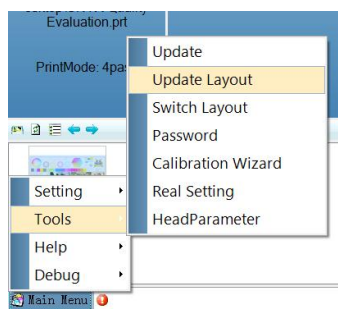 Evaluation.prt
PrintMode: 4pas
Update
Update Layout
Switch Layout
Password
Calibration Wizard
Real Setting
HeadParameter
Setting
Tools
Help
Debug
Main Menu